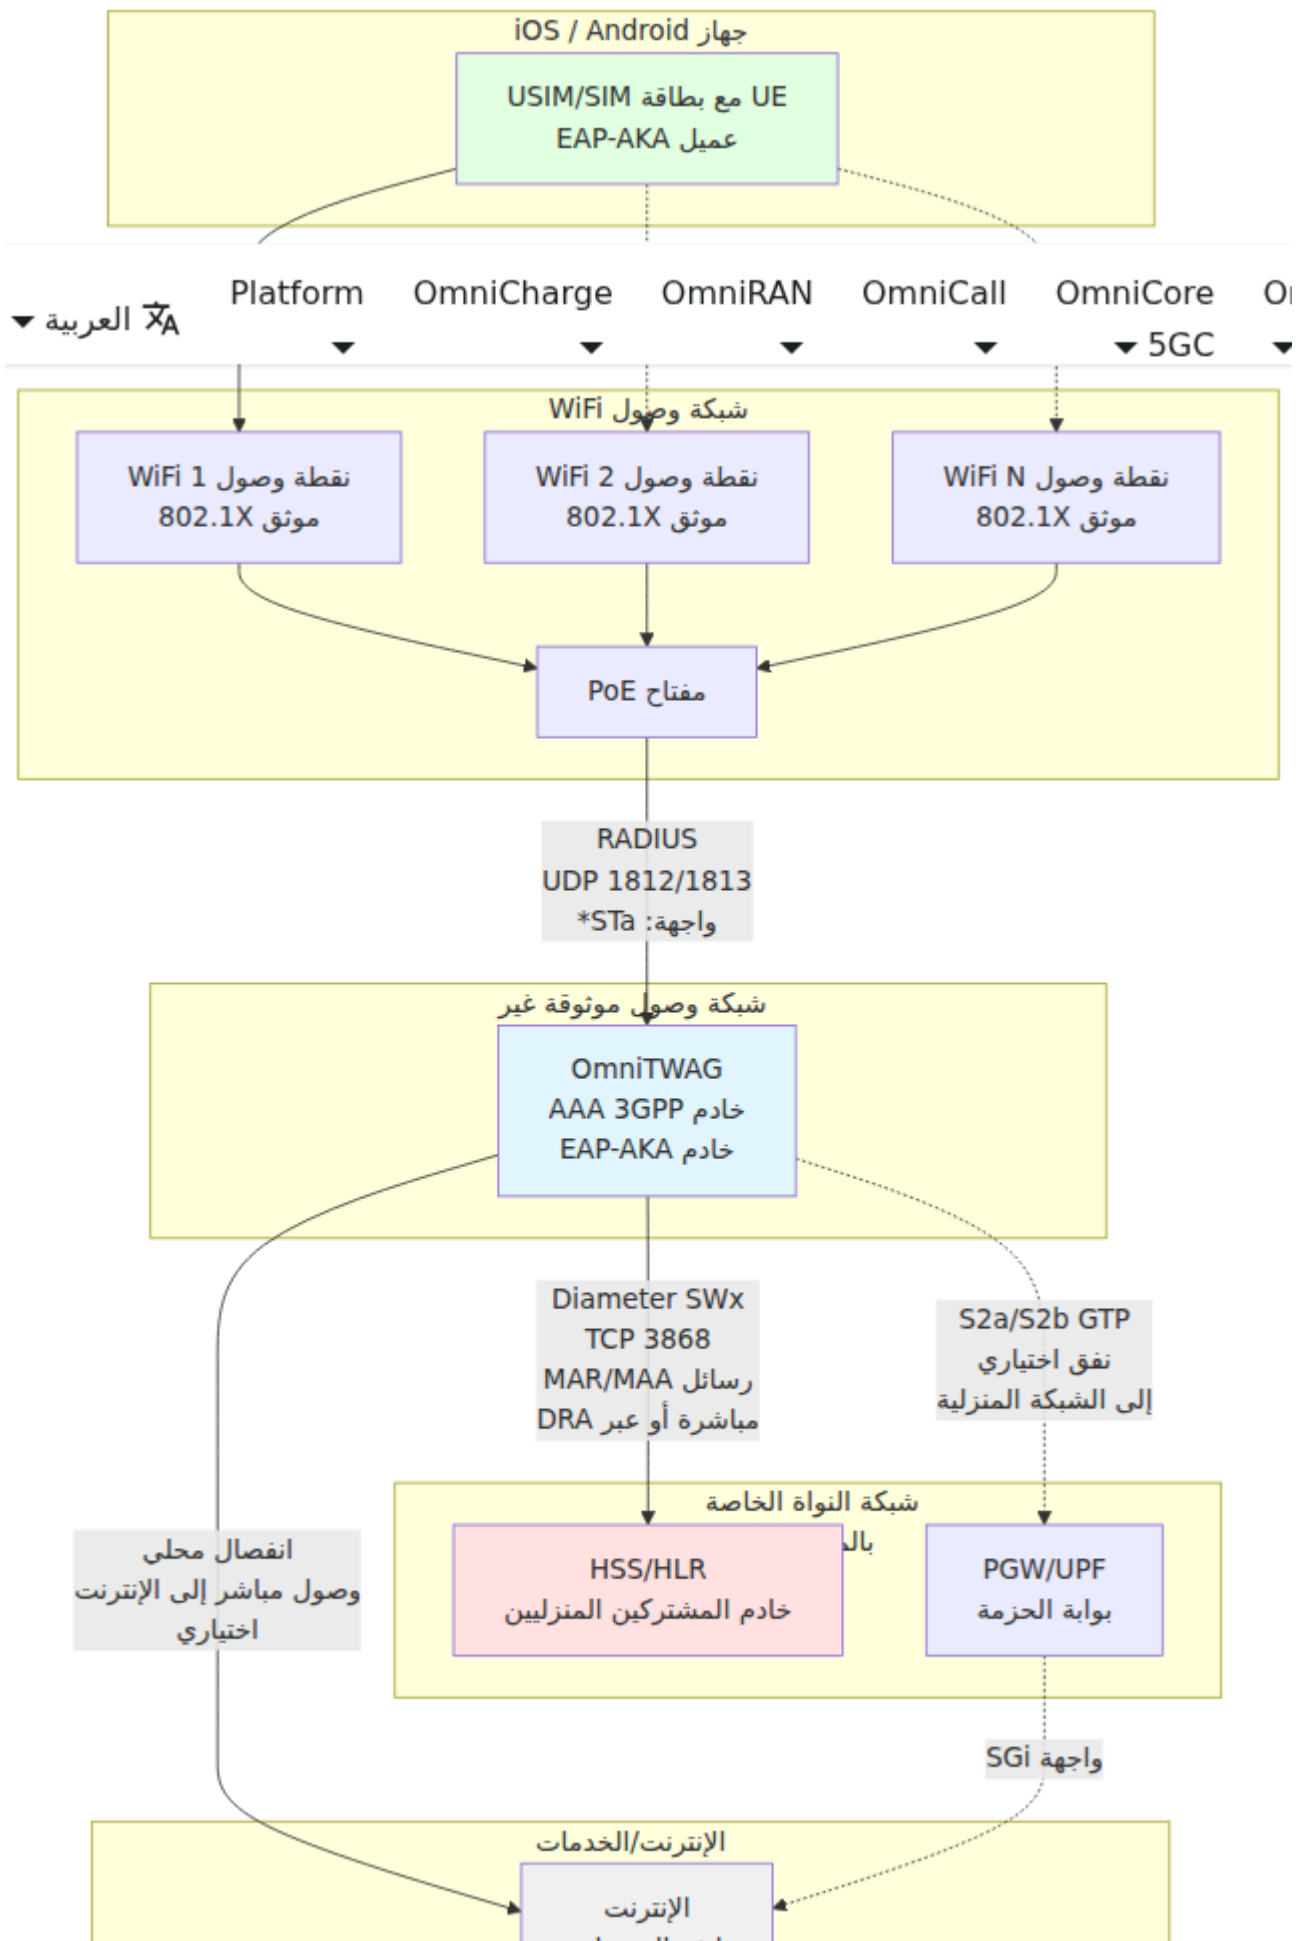 جهاز iOS / Android
UE مع بطاقة USIM/SIM
عميل EAP-AKA
العربية
Platform
OmniCharge
OmniRAN
OmniCall
OmniCore
5GC
شبكة وصول WiFi
نقطة وصول WiFi 1
موثق 802.1X
نقطة وصول WiFi 2
موثق 802.1X
نقطة وصول WiFi N
موثق 802.1X
مفتاح PoE
RADIUS
UDP 1812/1813
واجهة: STa*
شبكة وصول موثوقة غير
OmniTWAG
خادم AAA 3GPP
خادم EAP-AKA
Diameter SWx
TCP 3868
رسائل MAR/MAA
مباشرة أو عبر DRA
S2a/S2b GTP
نفق اختياري
إلى الشبكة المنزلية
انفصال محلي
وصول مباشر إلى الإنترنت
اختياري
شبكة النواة الخاصة
HSS/HLR
خادم المشتركين المنزليين
PGW/UPF
بوابة الحزمة
واجهة SGi
الإنترنت/الخدمات
الإنترنت